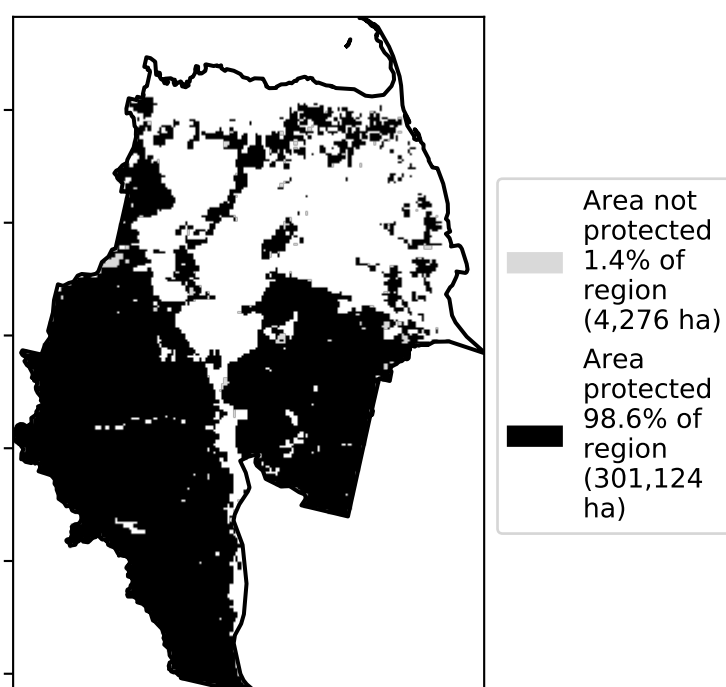 Area not
protected
1.4% of
region
(4,276 ha)
Area
protected
98.6% of
region
(301,124
ha)